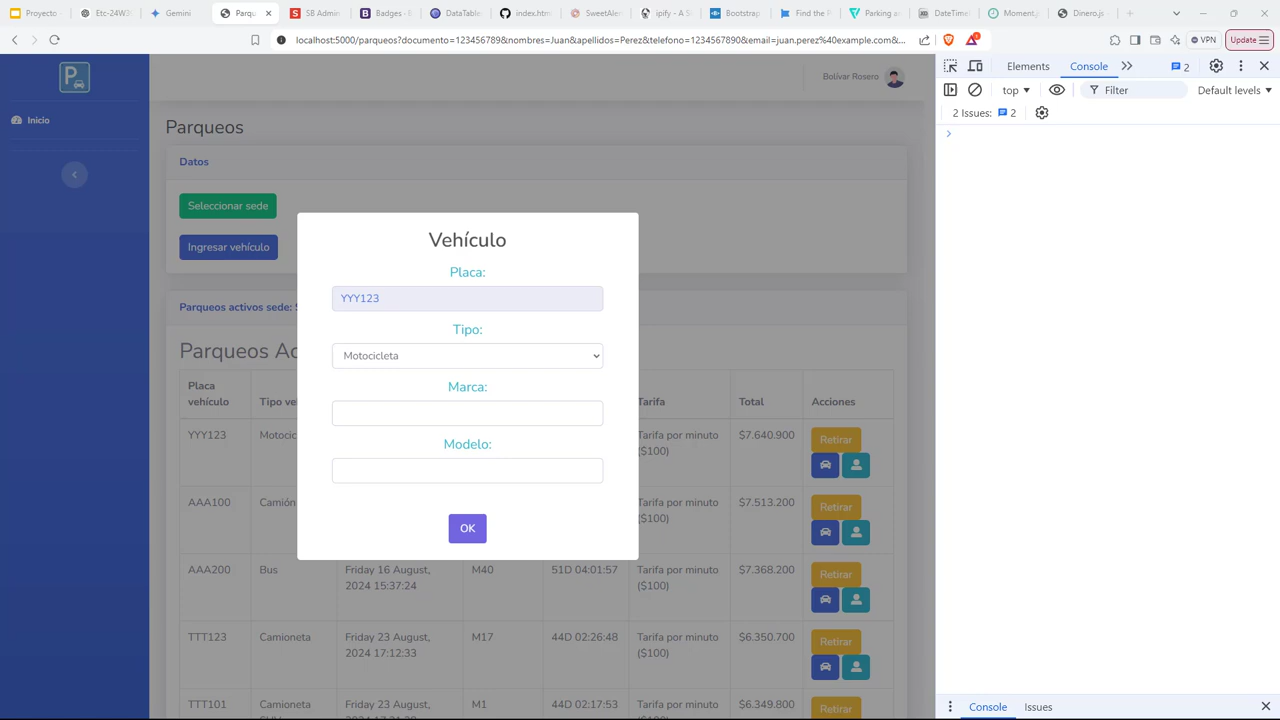 Proyecto -
Etc-24W3
Gemini
Parqu
SB Admin
Badges - B
DataTable
index.htm
SweetAler
ipify - A S
Bootstrap
Find the P
Parking an
DateTime
Moment.js
Dinero.js -
localhost:5000/parqueos?documento=123456789&nombres=Juan&apellidos=Perez&telefono=1234567890&email=juan.perez%40example.com&...
VPN
Update
P
Inicio
Bolívar Rosero
Parqueos
Datos
Seleccionar sede
Ingresar vehículo
Parqueos activos sede:
Parqueos Ac
Placa vehículo
Tipo ve
Tarifa
Total
Acciones
YYY123
Motocic
Tarifa por minuto ($100)
$7.640.900
Retirar
AAA100
Camión
Tarifa por minuto ($100)
$7.513.200
Retirar
AAA200
Bus
Friday 16 August, 2024 15:37:24
M40
51D 04:01:57
Tarifa por minuto ($100)
$7.368.200
Retirar
TTT123
Camioneta
Friday 23 August, 2024 17:12:33
M17
44D 02:26:48
Tarifa por minuto ($100)
$6.350.700
Retirar
TTT101
Camioneta
Friday 23 August,
M1
44D 02:17:53
Tarifa por minuto
$6.349.800
Retirar
Vehículo
Placa:
YYY123
Tipo:
Motocicleta
Marca:
Modelo:
OK
Elements
Console
2
top
Filter
Default levels
2 Issues:
2
Console
Issues